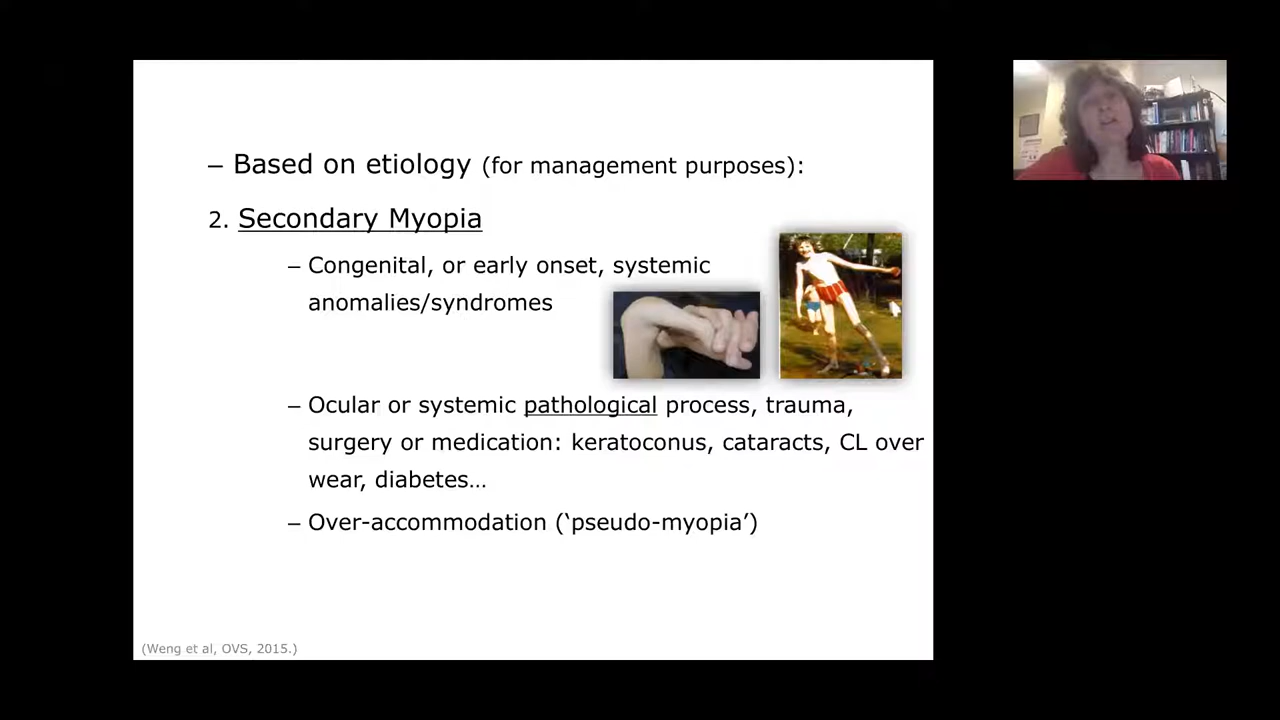 – Based on etiology (for management purposes):
2. Secondary Myopia
– Congenital, or early onset, systemic
anomalies/syndromes
– Ocular or systemic pathological process, trauma,
surgery or medication: keratoconus, cataracts, CL over
wear, diabetes…
– Over-accommodation (‘pseudo-myopia’)
(Weng et al, OVS, 2015.)